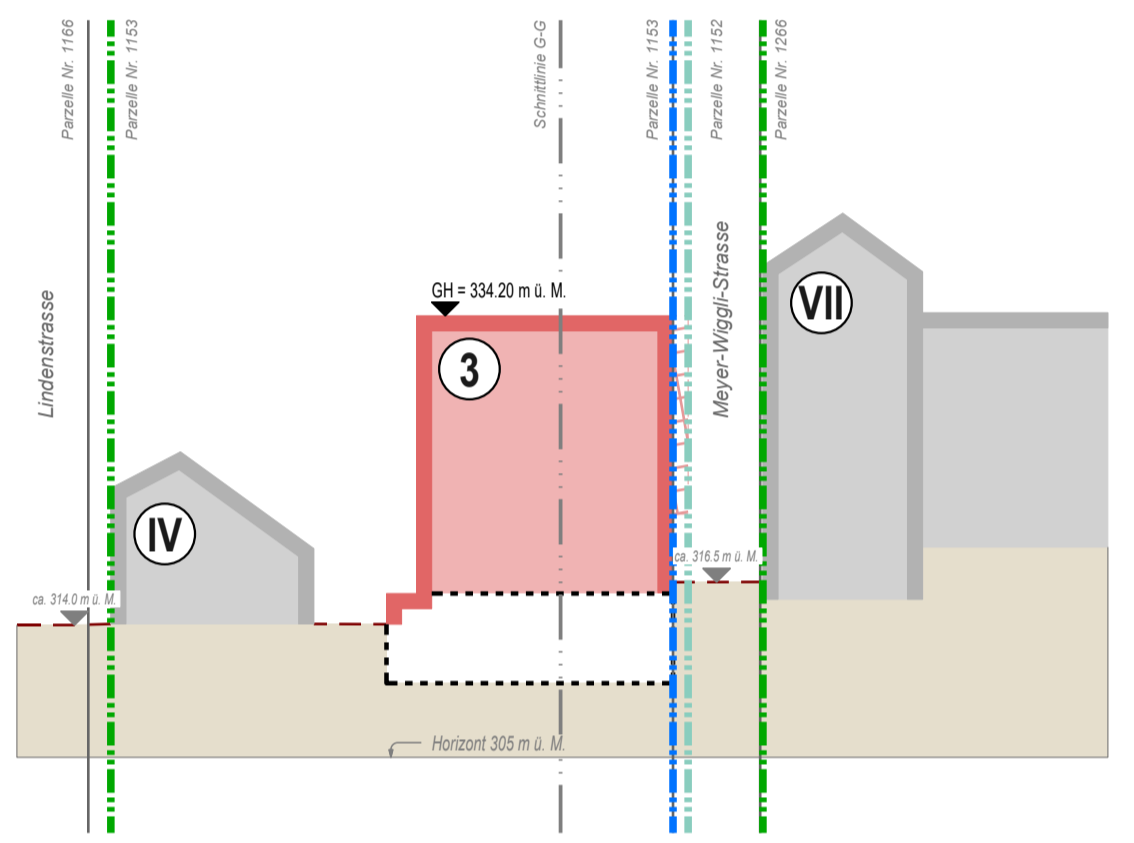 Parzelle Nr. 1166
Parzelle Nr. 1153
Schnittlinie G-G
Parzelle Nr. 1153
Parzelle Nr. 1152
Parzelle Nr. 1266
Lindenstrasse
Meyer-Wiggli-Strasse
GH = 334.20 m ü. M.
VII
3
IV
ca. 316.5 m ü. M.
ca. 314.0 m ü. M.
Horizont 305 m ü. M.